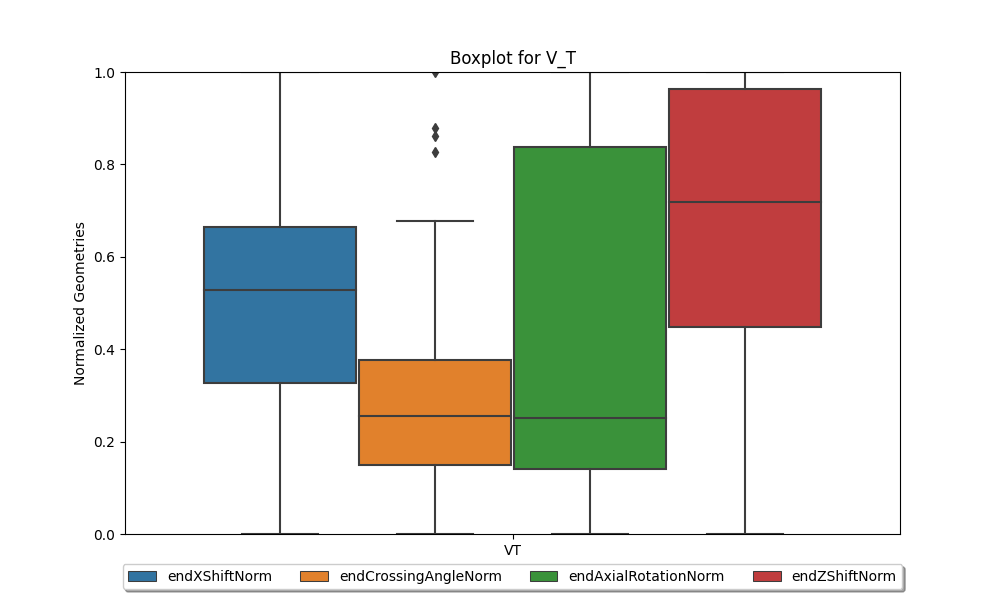 Boxplot for V_T
Normalized Geometries
1.0
0.8
0.6
0.4
0.2
0.0
VT
endXShiftNorm endCrossingAngleNorm endAxialRotationNorm endZShiftNorm